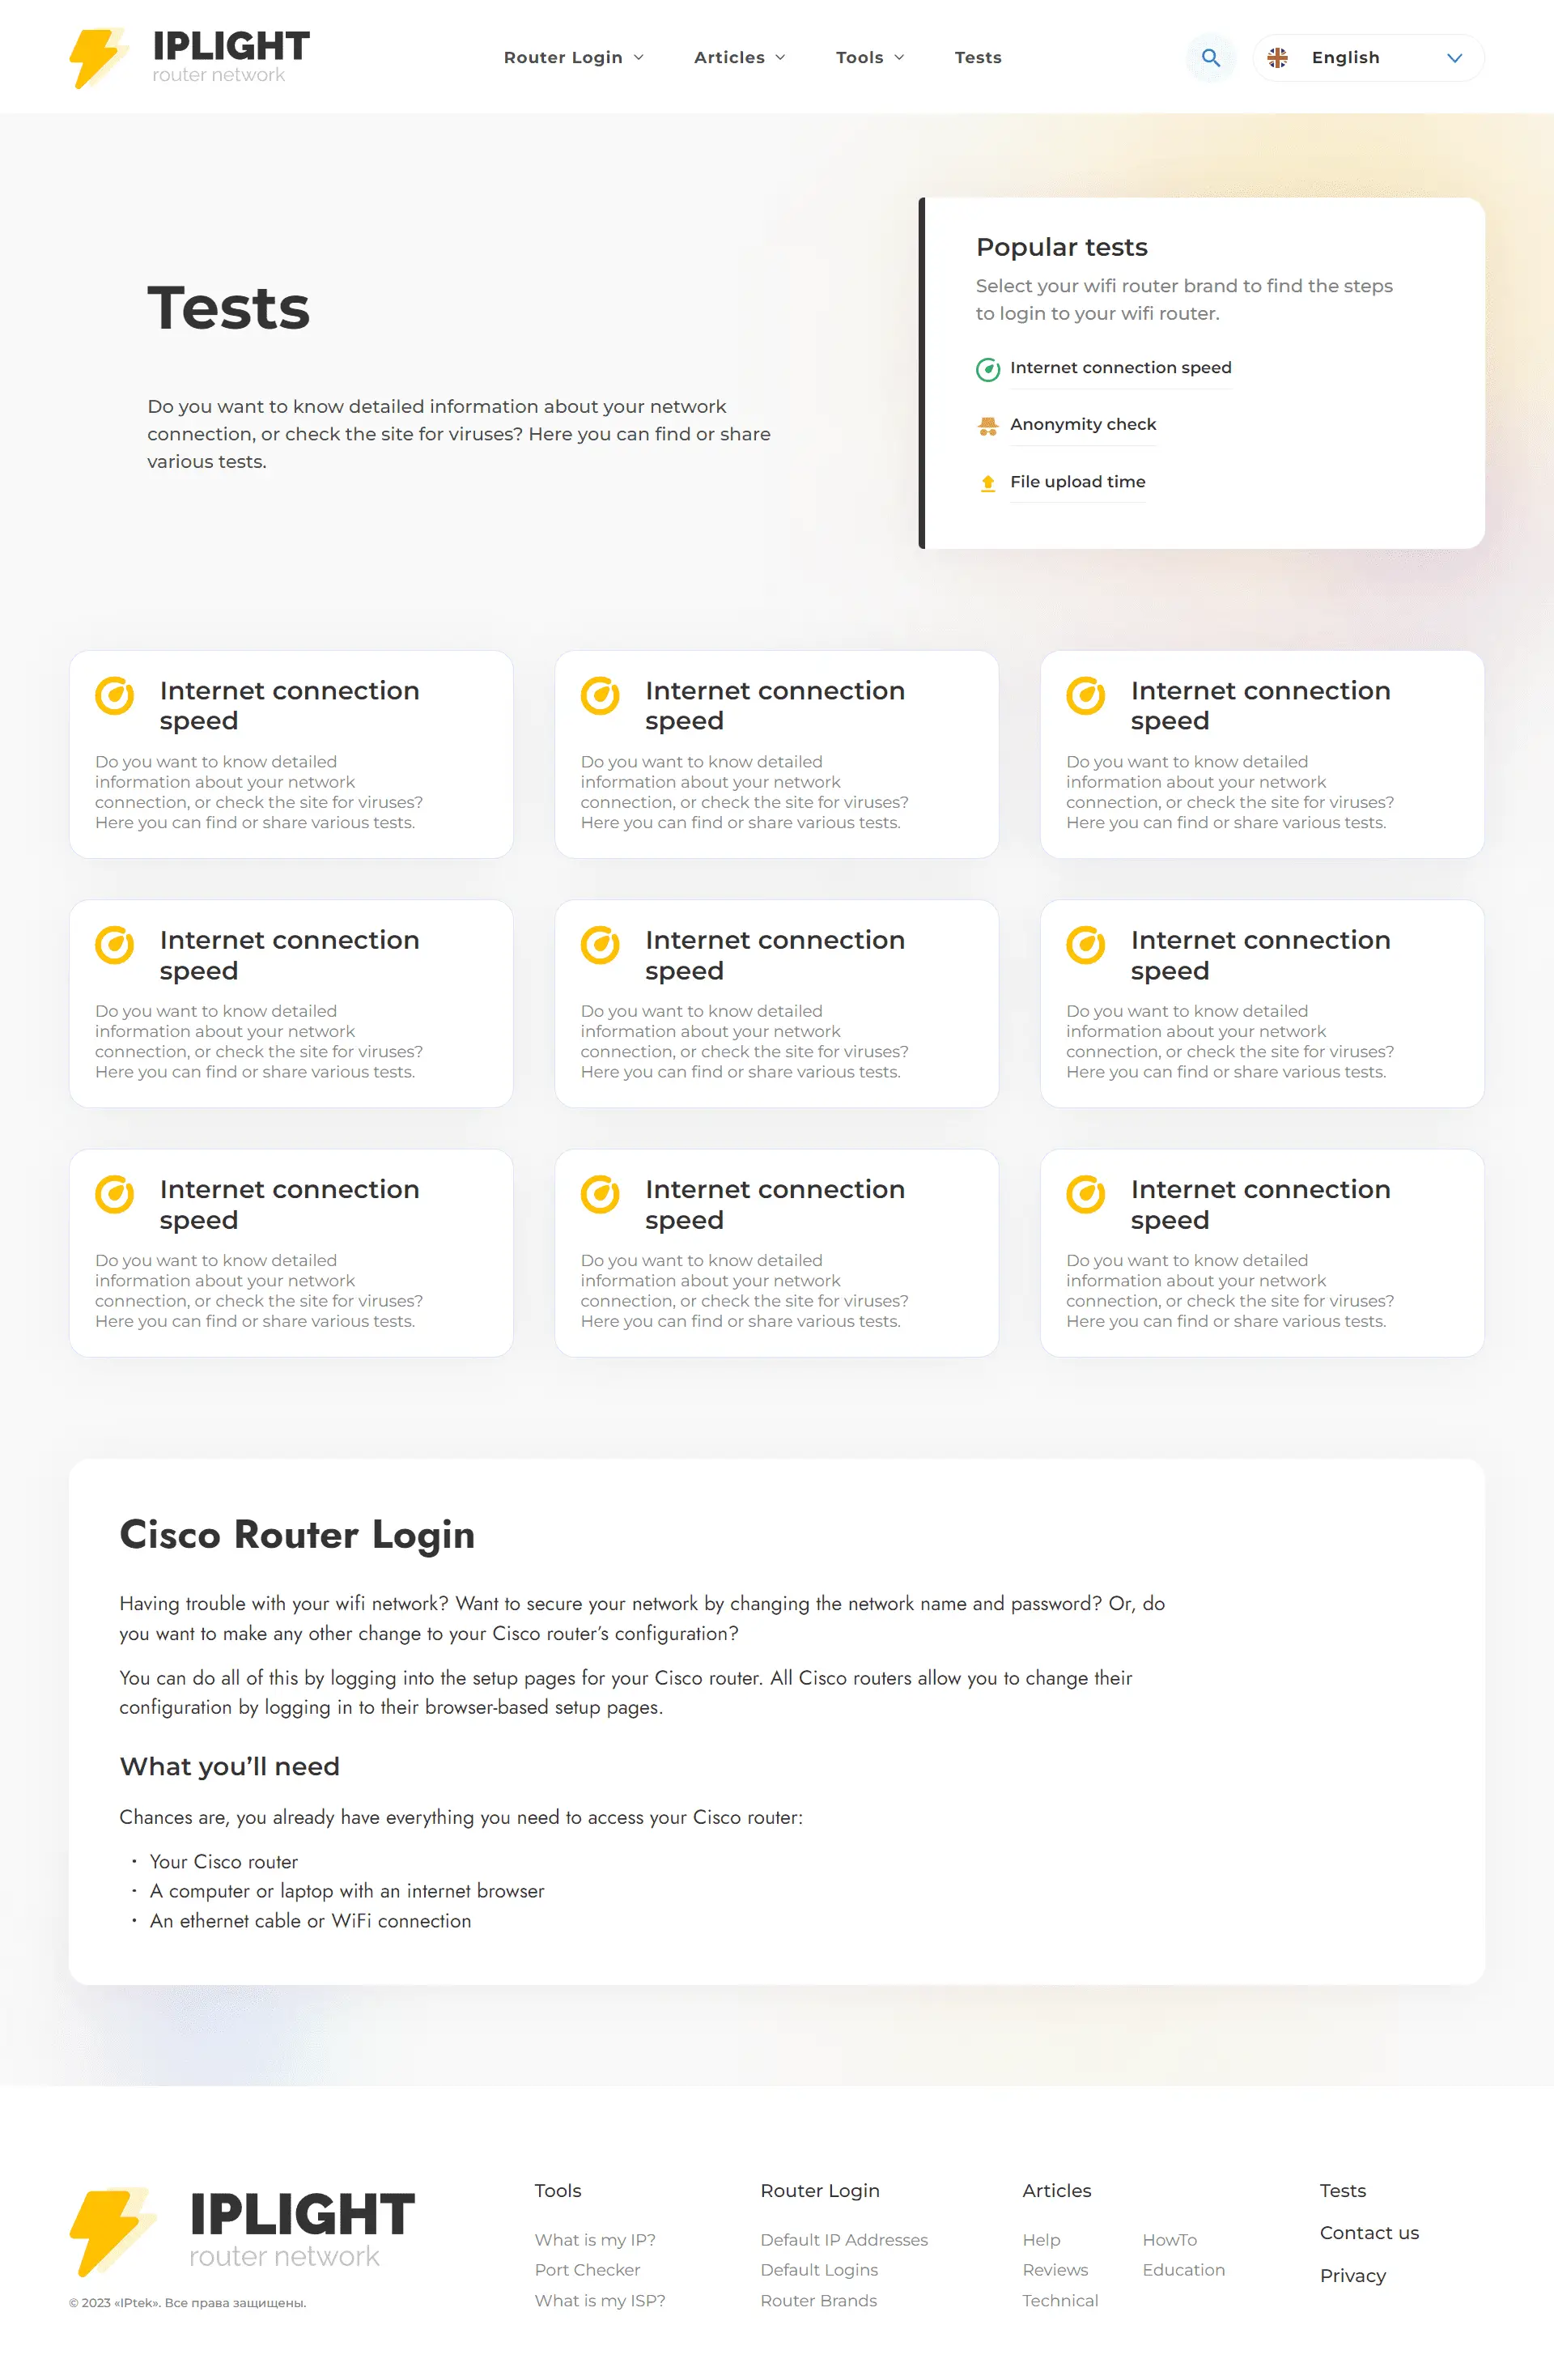 IPLIGHT
router network
Router Login
Articles
Tools
Tests
English
Tests
Do you want to know detailed information about your network
connection, or check the site for viruses? Here you can find or share
various tests.
Popular tests
Select your wifi router brand to find the steps
to login to your wifi router.
Internet connection speed
Anonymity check
File upload time
Internet connection
speed
Do you want to know detailed
information about your network
connection, or check the site for viruses?
Here you can find or share various tests.
Internet connection
speed
Do you want to know detailed
information about your network
connection, or check the site for viruses?
Here you can find or share various tests.
Internet connection
speed
Do you want to know detailed
information about your network
connection, or check the site for viruses?
Here you can find or share various tests.
Internet connection
speed
Do you want to know detailed
information about your network
connection, or check the site for viruses?
Here you can find or share various tests.
Internet connection
speed
Do you want to know detailed
information about your network
connection, or check the site for viruses?
Here you can find or share various tests.
Internet connection
speed
Do you want to know detailed
information about your network
connection, or check the site for viruses?
Here you can find or share various tests.
Internet connection
speed
Do you want to know detailed
information about your network
connection, or check the site for viruses?
Here you can find or share various tests.
Internet connection
speed
Do you want to know detailed
information about your network
connection, or check the site for viruses?
Here you can find or share various tests.
Internet connection
speed
Do you want to know detailed
information about your network
connection, or check the site for viruses?
Here you can find or share various tests.
Cisco Router Login
Having trouble with your wifi network? Want to secure your network by changing the network name and password? Or, do
you want to make any other change to your Cisco router’s configuration?
You can do all of this by logging into the setup pages for your Cisco router. All Cisco routers allow you to change their
configuration by logging in to their browser-based setup pages.
What you’ll need
Chances are, you already have everything you need to access your Cisco router:
· Your Cisco router
· A computer or laptop with an internet browser
· An ethernet cable or WiFi connection
IPLIGHT
router network
© 2023 «IPtek». Все права защищены.
Tools
What is my IP?
Port Checker
What is my ISP?
Router Login
Default IP Addresses
Default Logins
Router Brands
Articles
Help
Reviews
Technical
HowTo
Education
Tests
Contact us
Privacy